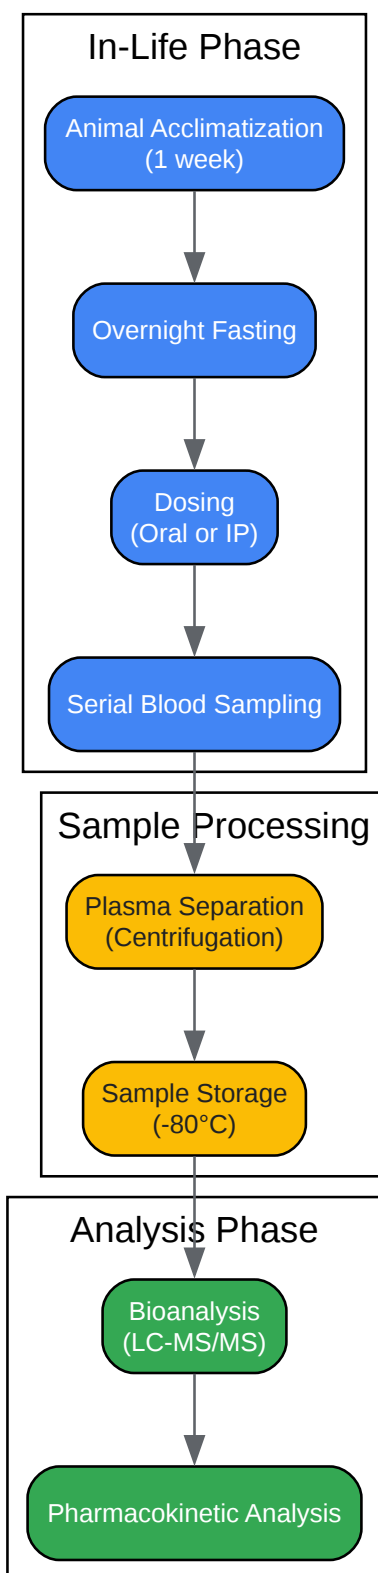 In-Life Phase
Animal Acclimatization
(1 week)
Overnight Fasting
Dosing
(Oral or IP)
Serial Blood Sampling
Sample Processing
Plasma Separation
(Centrifugation)
Sample Storage
(-80°C)
Analysis Phase
Bioanalysis
(LC-MS/MS)
Pharmacokinetic Analysis